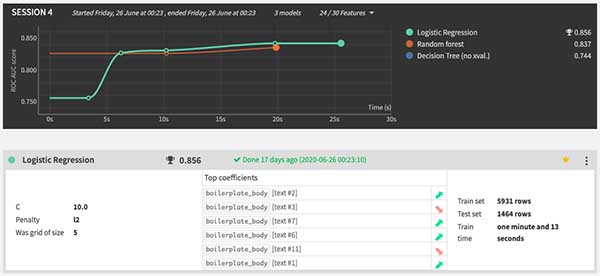 SESSION 4 Started Friday, 26 June at 00:23 , ended Friday, 26 June at 00:23 3 models 24 / 30 Features
Logistic Regression 0.856
Random forest 0.837
Decision Tree (no xval.) 0.744
ROC AUC score
0.850
0.800
0.750
Time (s)
0s 5s 10s 15s 20s 25s 30s
Logistic Regression 0.856 Done 17 days ago (2020-06-26 00:23:10)
C 10.0
Penalty l2
Was grid of size 5
Top coefficients
boilerplate_body [text #2]
boilerplate_body [text #3]
boilerplate_body [text #7]
boilerplate_body [text #6]
boilerplate_body [text #11]
boilerplate_body [text #1]
Train set 5931 rows
Test set 1464 rows
Train one minute and 13
time seconds